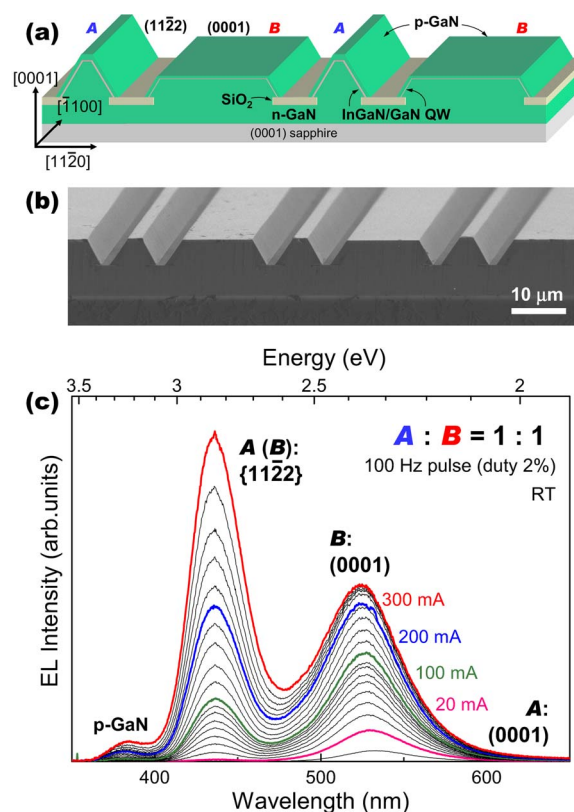 (a)
A
(112̅2)
(0001)
B
A
p-GaN
B
[0001]
[1̅100]
[112̅0]
SiO₂
n-GaN
InGaN/GaN QW
(0001) sapphire
(b)
10 μm
Energy (eV)
3.5
3
2.5
2
(c)
A : B = 1 : 1
100 Hz pulse (duty 2%)
RT
A (B):
{112̅2}
B:
(0001)
300 mA
200 mA
100 mA
20 mA
p-GaN
A:
(0001)
EL Intensity (arb.units)
400
500
600
Wavelength (nm)